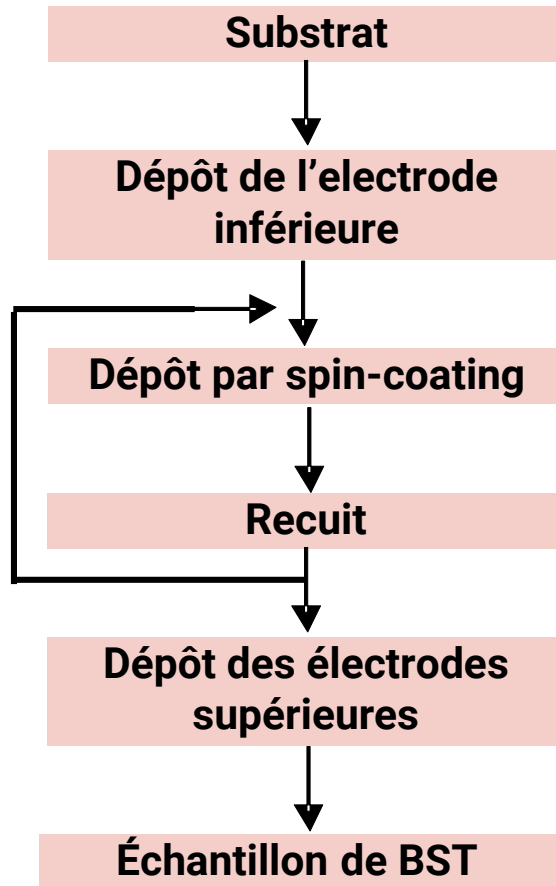 Substrat
Dépôt de l’electrode
inférieure
Dépôt par spin-coating
Recuit
Dépôt des électrodes
supérieures
Échantillon de BST